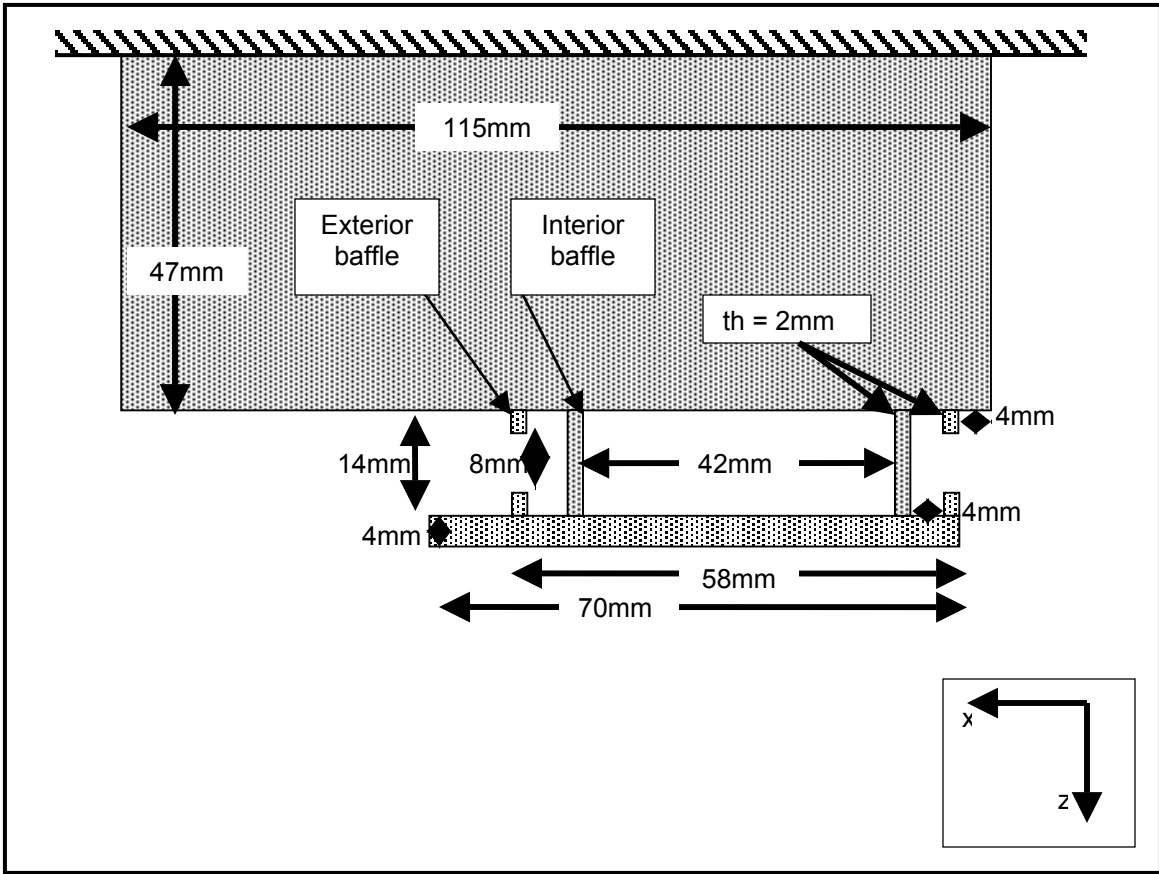 115mm
Exterior
baffle
Interior
baffle
47mm
th = 2mm
4mm
14mm
8mm
42mm
4mm
4mm
58mm
70mm
x
z